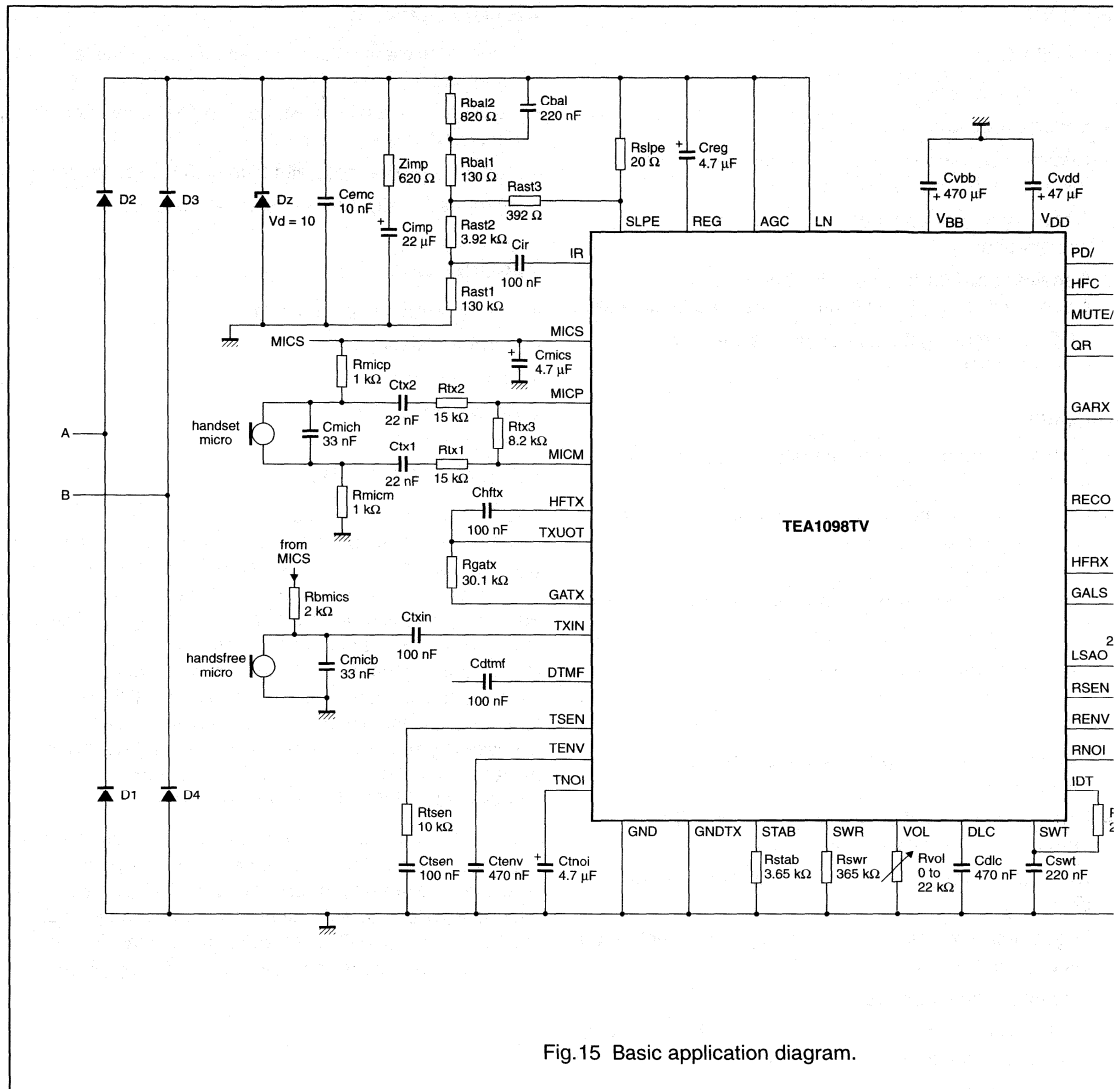 Rbal2
820 Ω
Cbal
220 nF
Rslpe
20 Ω
Creg
4.7 µF
+
Zimp
620 Ω
Rbal1
130 Ω
Rast3
392 Ω
Cvbb
470 µF
+
Cvdd
47 µF
+
D2
D3
Dz
Vd = 10
Cemc
10 nF
Cimp
22 µF
+
Rast2
3.92 kΩ
Cir
100 nF
Rast1
130 kΩ
SLPE
REG
AGC
LN
VBB
VDD
IR
PD/
HFC
MUTE/
QR
GARX
RECO
HFRX
GALS
2
LSAO
RSEN
RENV
RNOI
IDT
MICS
MICS
Cmics
4.7 µF
+
Rmicp
1 kΩ
Ctx2
22 nF
Rtx2
15 kΩ
MICP
A
handset
micro
Cmich
33 nF
Rtx3
8.2 kΩ
Ctx1
22 nF
Rtx1
15 kΩ
MICM
B
Rmicm
1 kΩ
Chftx
100 nF
HFTX
TXUOT
TEA1098TV
from
MICS
Rgatx
30.1 kΩ
GATX
Rbmics
2 kΩ
Ctxin
100 nF
TXIN
handsfree
micro
Cmicb
33 nF
Cdtmf
100 nF
DTMF
TSEN
TENV
TNOI
D1
D4
Rtsen
10 kΩ
Ctsen
100 nF
Ctenv
470 nF
Ctnoi
4.7 µF
+
GND
GNDTX
STAB
SWR
VOL
DLC
SWT
Rstab
3.65 kΩ
Rswr
365 kΩ
Rvol
0 to
22 kΩ
Cdlc
470 nF
Cswt
220 nF
Fig.15 Basic application diagram.